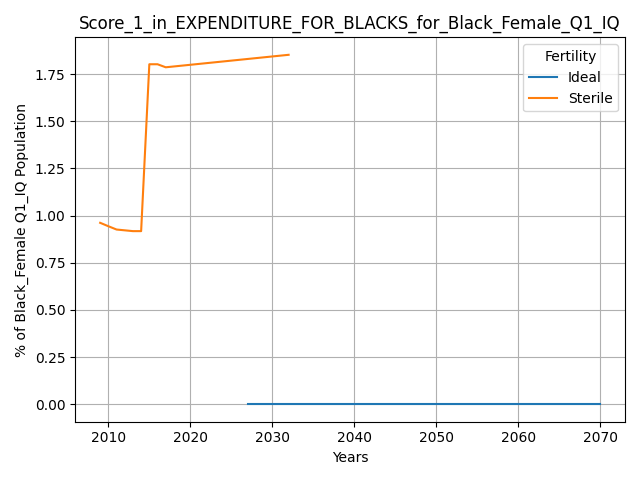 Score_1_in_EXPENDITURE_FOR_BLACKS_for_Black_Female_Q1_IQ
Fertility
Ideal
Sterile
% of Black_Female Q1_IQ Population
1.75
1.50
1.25
1.00
0.75
0.50
0.25
0.00
2010 2020 2030 2040 2050 2060 2070
Years